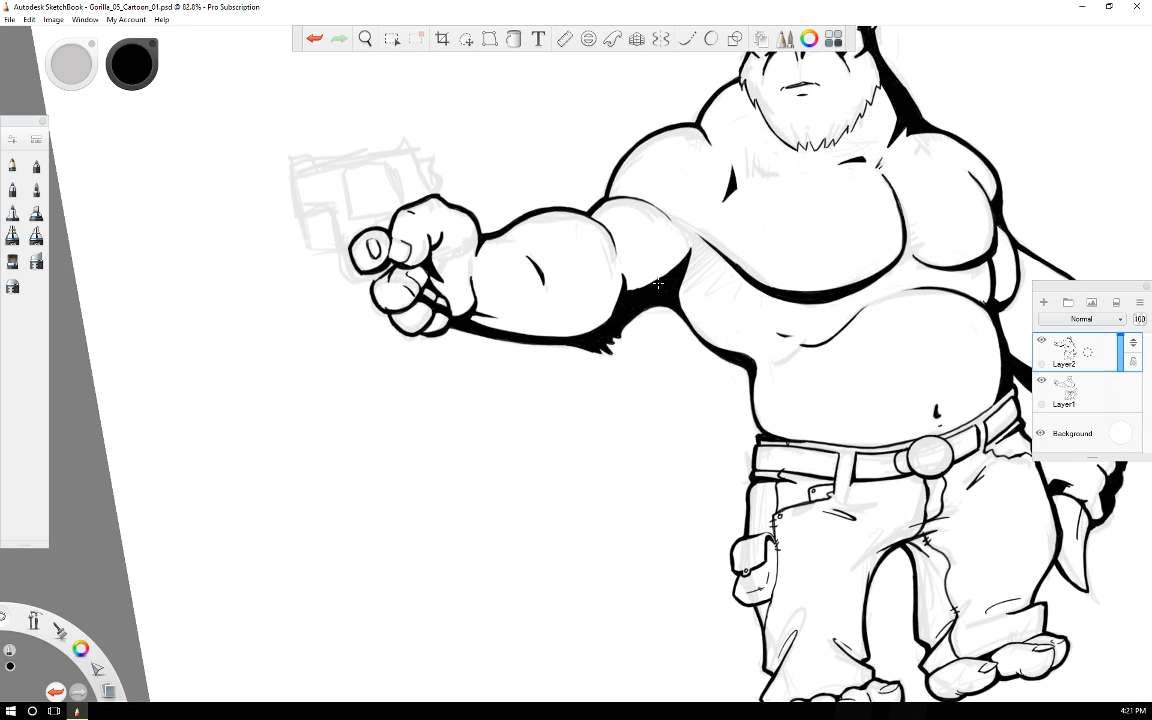 Autodesk SketchBook - Gorilla_05_Cartoon_01.psd @ 82.8% - Pro Subscription
File Edit Image Window My Account Help
T
Normal 100
Layer2
Layer1
Background
4:21 PM